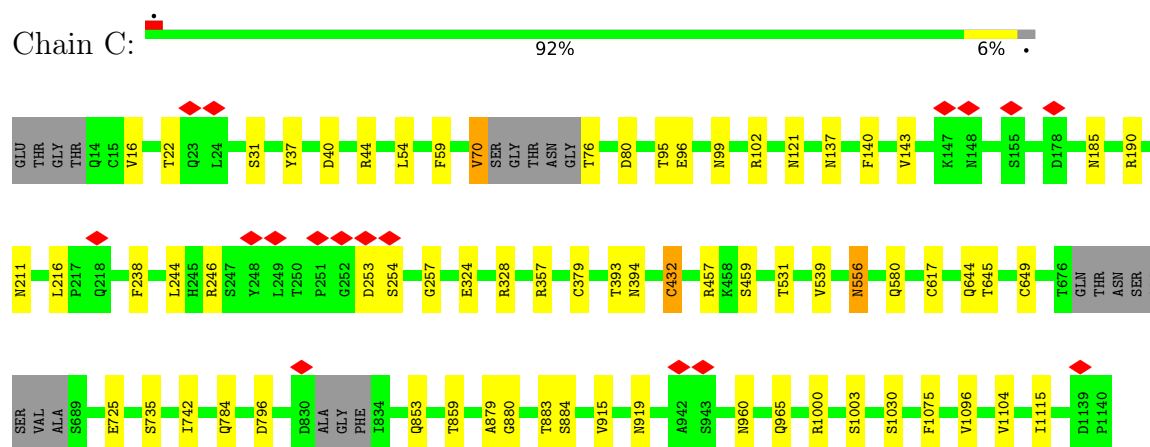 Chain C:
92% 6%
GLU THR GLY THR Q14 C15 V16 T22 Q23 L24 S31 Y37 D40 R44 L54 F59 V70 SER GLY THR ASN GLY T76 D80 T95 E96 N99 R102 N121 N137 F140 V143 K147 N148 S155 D178 N185 R190
N211 L216 P217 Q218 F238 L244 H245 R246 S247 Y248 L249 T250 P251 G252 D253 S254 G257 E324 R328 R357 C379 T393 N394 C432 R457 K458 S459 T531 V539 N556 Q580 C617 Q644 T645 C649 T676 GLN THR ASN SER
SER VAL ALA S689 E725 S735 I742 Q784 D796 D830 ALA GLY PHE I834 Q853 T859 A879 G880 T883 S884 V915 N919 A942 S943 N960 Q965 R1000 S1003 S1030 F1075 V1096 V1104 I1115 D1139 P1140